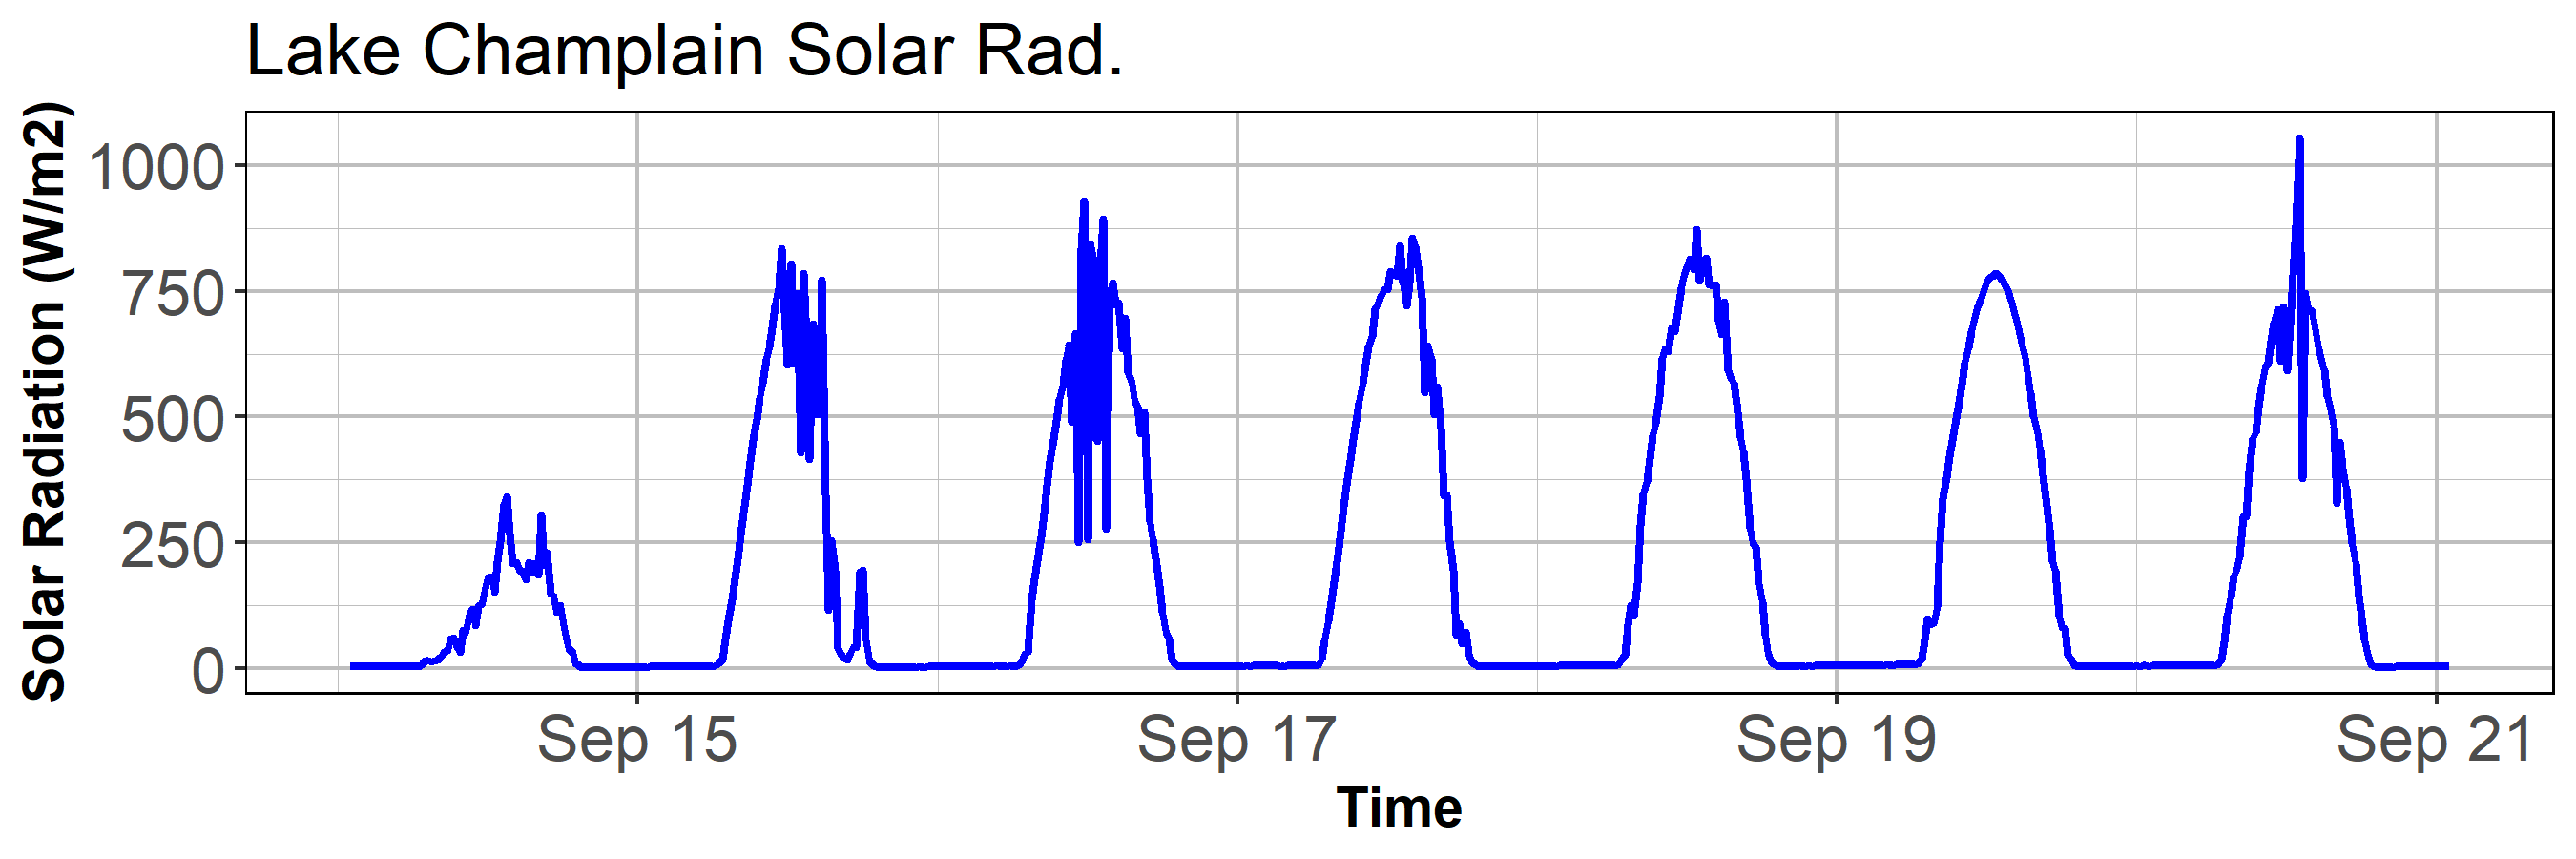 Lake Champlain Solar Rad.
Solar Radiation (W/m2)
1000
750
500
250
0
Sep 15
Sep 17
Sep 19
Sep 21
Time